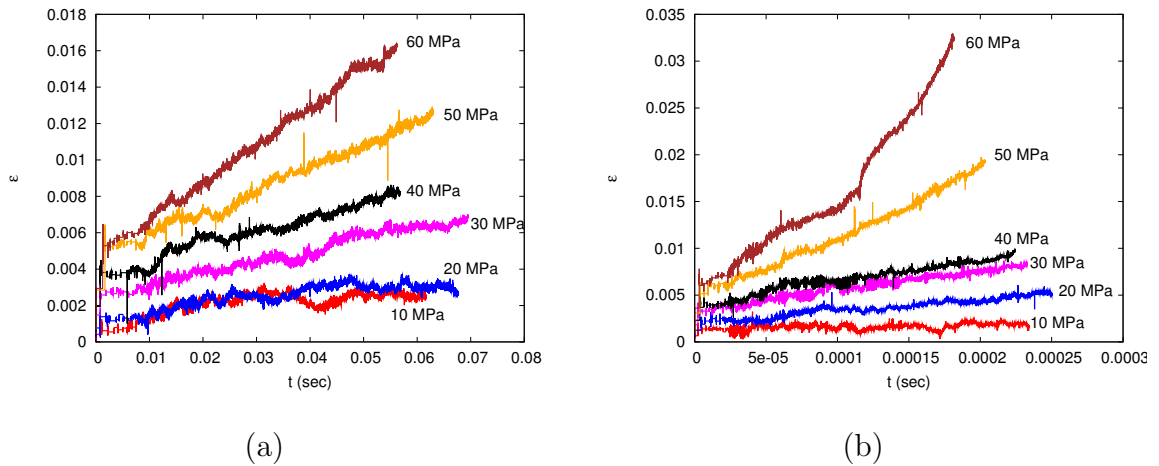 0.018
0.016
0.014
0.012
0.01
0.008
0.006
0.004
0.002
0
ε
60 MPa
50 MPa
40 MPa
30 MPa
20 MPa
10 MPa
0 0.01 0.02 0.03 0.04 0.05 0.06 0.07 0.08
t (sec)
(a)
0.035
0.03
0.025
0.02
0.015
0.01
0.005
0
ε
60 MPa
50 MPa
40 MPa
30 MPa
20 MPa
10 MPa
0 5e-05 0.0001 0.00015 0.0002 0.00025 0.0003
t (sec)
(b)